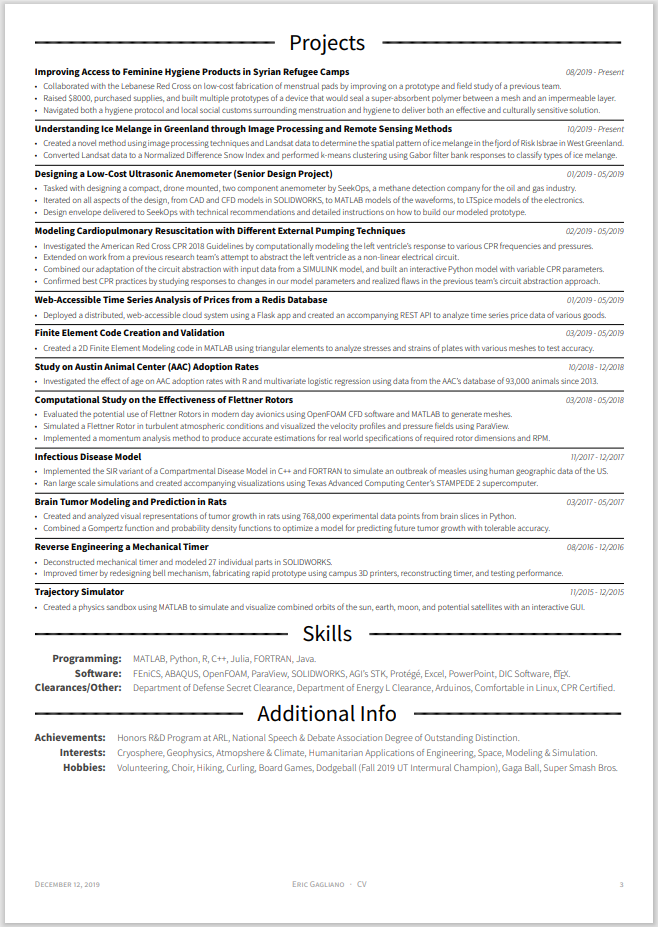 Projects
Improving Access to Feminine Hygiene Products in Syrian Refugee Camps 08/2019 - Present
• Collaborated with the Lebanese Red Cross on low-cost fabrication of menstrual pads by improving on a prototype and field study of a previous team.
• Raised $8000, purchased supplies, and built multiple prototypes of a device that would seal a super-absorbent polymer between a mesh and an impermeable layer.
• Navigated both a hygiene protocol and local social customs surrounding menstruation and hygiene to deliver both an effective and culturally sensitive solution.
Understanding Ice Melange in Greenland through Image Processing and Remote Sensing Methods 10/2019 - Present
• Created a novel method using image processing techniques and Landsat data to determine the spatial pattern of ice melange in the fjord of Risk Isbrae in West Greenland.
• Converted Landsat data to a Normalized Difference Snow Index and performed k-means clustering using Gabor filter bank responses to classify types of ice melange.
Designing a Low-Cost Ultrasonic Anemometer (Senior Design Project) 01/2019 - 05/2019
• Tasked with designing a compact, drone mounted, two component anemometer by SeekOps, a methane detection company for the oil and gas industry.
• Iterated on all aspects of the design, from CAD and CFD models in SOLIDWORKS, to MATLAB models of the waveforms, to LTSpice models of the electronics.
• Design envelope delivered to SeekOps with technical recommendations and detailed instructions on how to build our modeled prototype.
Modeling Cardiopulmonary Resuscitation with Different External Pumping Techniques 02/2019 - 05/2019
• Investigated the American Red Cross CPR 2018 Guidelines by computationally modeling the left ventricle's response to various CPR frequencies and pressures.
• Extended on work from a previous research team's attempt to abstract the left ventricle as a non-linear electrical circuit.
• Combined our adaptation of the circuit abstraction with input data from a SIMULINK model, and built an interactive Python model with variable CPR parameters.
• Confirmed best CPR practices by studying responses to changes in our model parameters and realized flaws in the previous team's circuit abstraction approach.
Web-Accessible Time Series Analysis of Prices from a Redis Database 01/2019 - 05/2019
• Deployed a distributed, web-accessible cloud system using a Flask app and created an accompanying REST API to analyze time series price data of various goods.
Finite Element Code Creation and Validation 03/2019 - 05/2019
• Created a 2D Finite Element Modeling code in MATLAB using triangular elements to analyze stresses and strains of plates with various meshes to test accuracy.
Study on Austin Animal Center (AAC) Adoption Rates 10/2018 - 12/2018
• Investigated the effect of age on AAC adoption rates with R and multivariate logistic regression using data from the AAC's database of 93,000 animals since 2013.
Computational Study on the Effectiveness of Flettner Rotors 03/2018 - 05/2018
• Evaluated the potential use of Flettner Rotors in modern day avionics using OpenFOAM CFD software and MATLAB to generate meshes.
• Simulated a Flettner Rotor in turbulent atmospheric conditions and visualized the velocity profiles and pressure fields using ParaView.
• Implemented a momentum analysis method to produce accurate estimations for real world specifications of required rotor dimensions and RPM.
Infectious Disease Model 11/2017 - 12/2017
• Implemented the SIR variant of a Compartmental Disease Model in C++ and FORTRAN to simulate an outbreak of measles using human geographic data of the US.
• Ran large scale simulations and created accompanying visualizations using Texas Advanced Computing Center's STAMPEDE 2 supercomputer.
Brain Tumor Modeling and Prediction in Rats 03/2017 - 05/2017
• Created and analyzed visual representations of tumor growth in rats using 768,000 experimental data points from brain slices in Python.
• Combined a Gompertz function and probability density functions to optimize a model for predicting future tumor growth with tolerable accuracy.
Reverse Engineering a Mechanical Timer 08/2016 - 12/2016
• Deconstructed mechanical timer and modeled 27 individual parts in SOLIDWORKS.
• Improved timer by redesigning bell mechanism, fabricating rapid prototype using campus 3D printers, reconstructing timer, and testing performance.
Trajectory Simulator 11/2015 - 12/2015
• Created a physics sandbox using MATLAB to simulate and visualize combined orbits of the sun, earth, moon, and potential satellites with an interactive GUI.
Skills
Programming: MATLAB, Python, R, C++, Julia, FORTRAN, Java.
Software: FEniCS, ABAQUS, OpenFOAM, ParaView, SOLIDWORKS, AGI's STK, Protégé, Excel, PowerPoint, DIC Software, LaTeX.
Clearances/Other: Department of Defense Secret Clearance, Department of Energy L Clearance, Arduinos, Comfortable in Linux, CPR Certified.
Additional Info
Achievements: Honors R&D Program at ARL, National Speech & Debate Association Degree of Outstanding Distinction.
Interests: Cryosphere, Geophysics, Atmopshere & Climate, Humanitarian Applications of Engineering, Space, Modeling & Simulation.
Hobbies: Volunteering, Choir, Hiking, Curling, Board Games, Dodgeball (Fall 2019 UT Intermural Champion), Gaga Ball, Super Smash Bros.
December 12, 2019 Eric Gagliano · CV 3